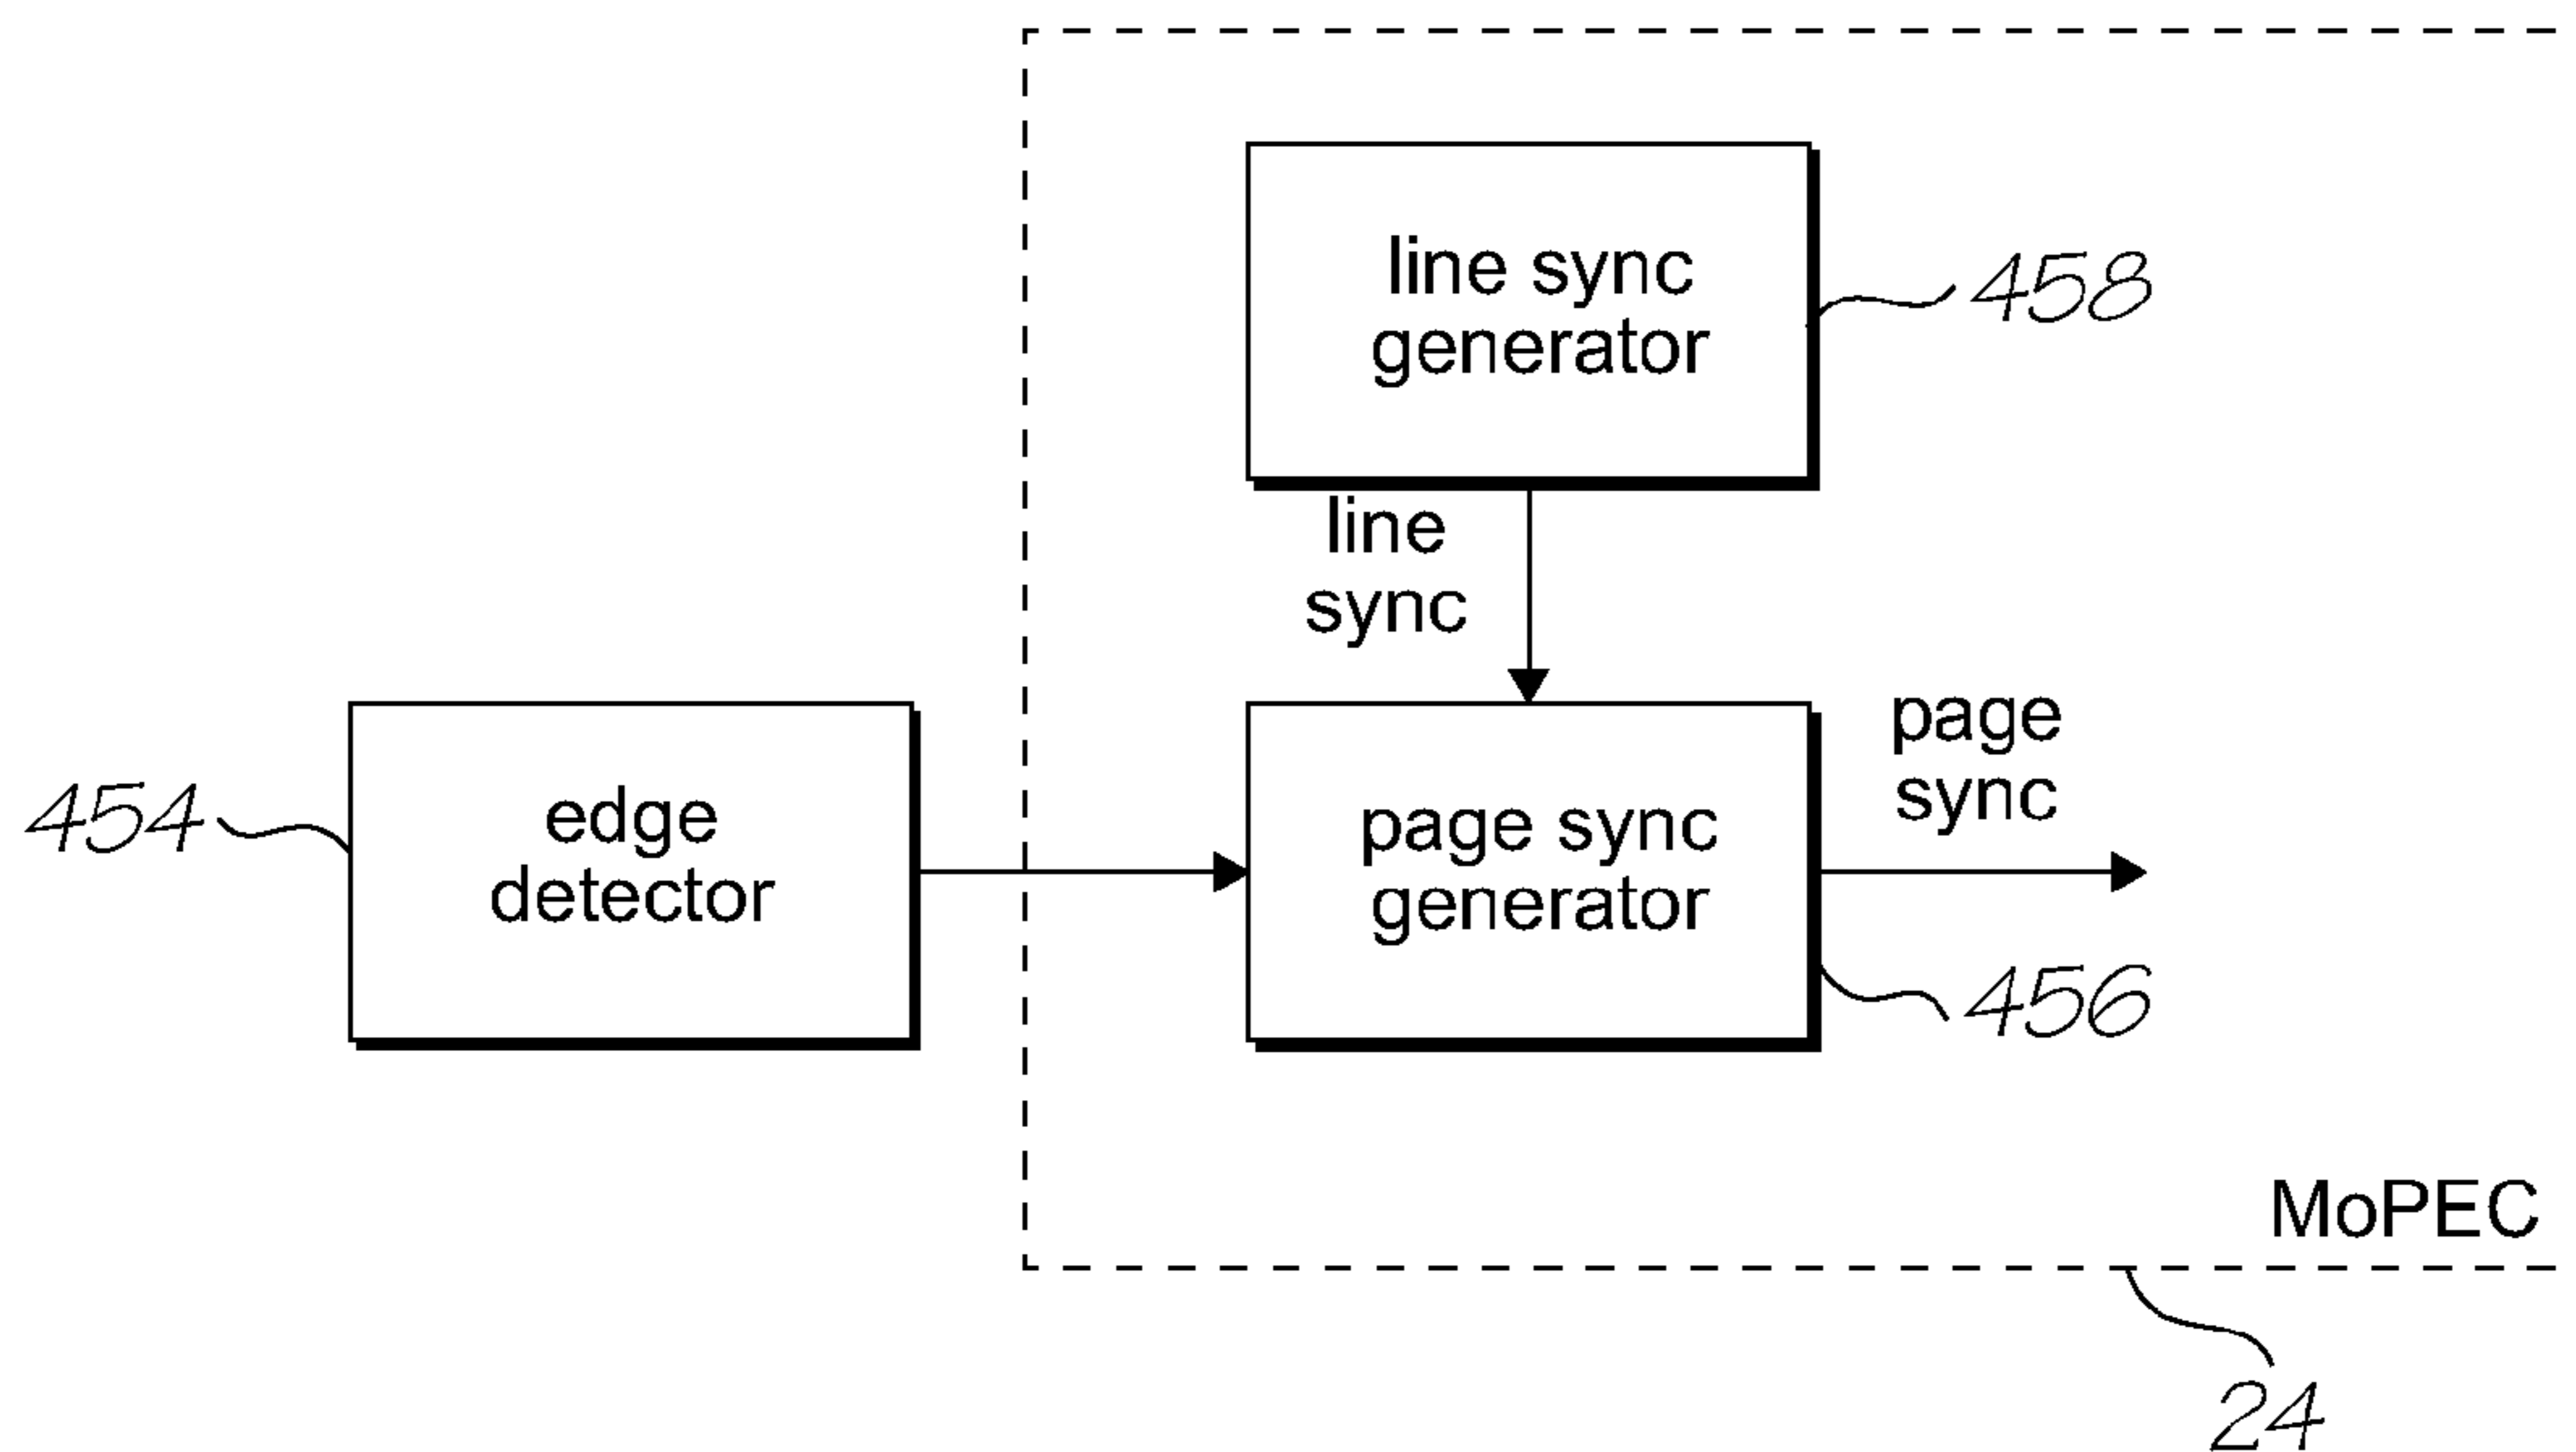 line sync
generator
458
line
sync
page
sync
454
edge
detector
page sync
generator
456
MoPEC
24